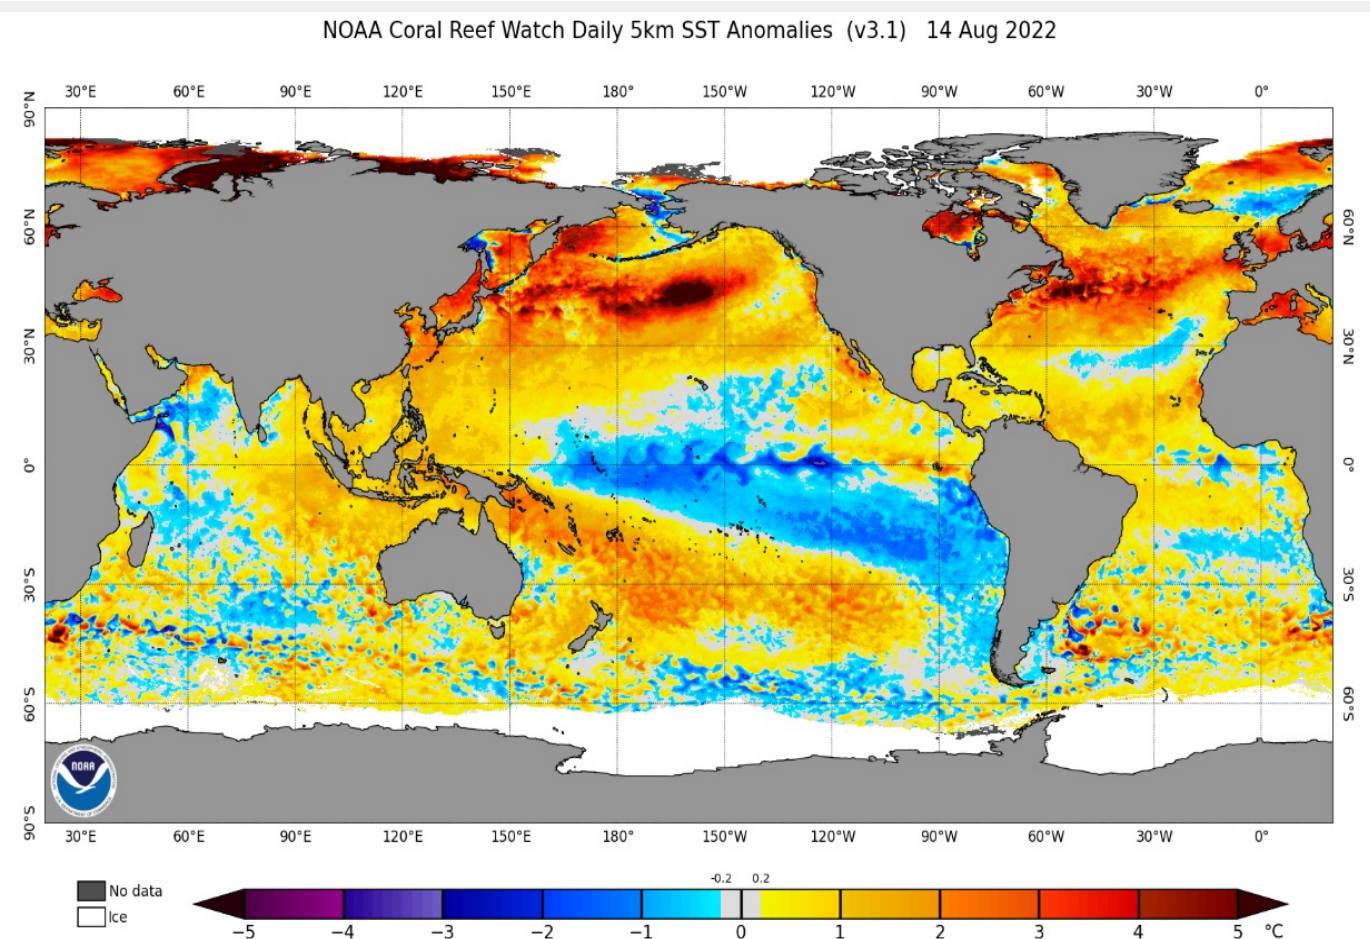 NOAA Coral Reef Watch Daily 5km SST Anomalies (v3.1) 14 Aug 2022
30°E 60°E 90°E 120°E 150°E 180° 150°W 120°W 90°W 60°W 30°W 0°
90°N
60°N 60°N
30°N 30°N
0° 0°
30°S 30°S
60°S 60°S
90°S
NOAA
30°E 60°E 90°E 120°E 150°E 180° 150°W 120°W 90°W 60°W 30°W 0°
-0.2 0.2
No data
Ice
−5 −4 −3 −2 −1 0 1 2 3 4 5 °C